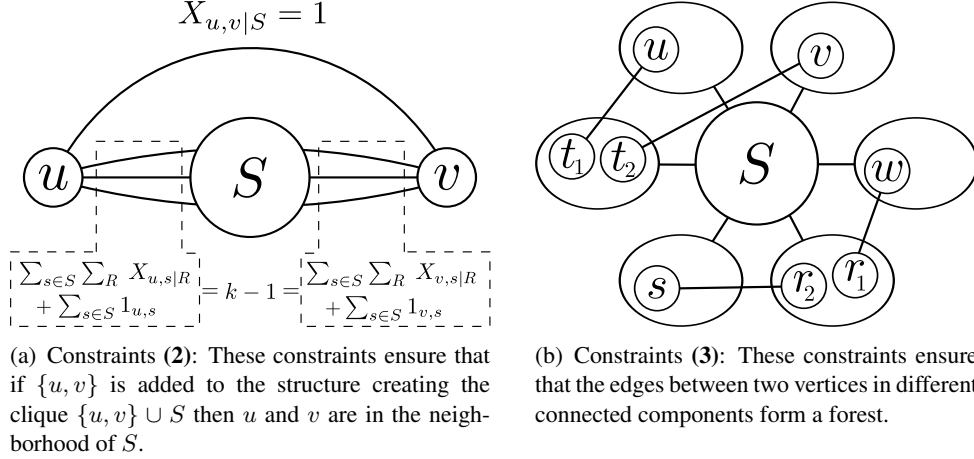 X_{u,v|S} = 1
u
S
v
∑_{s∈S} ∑_R X_{u,s|R}
+ ∑_{s∈S} 1_{u,s}
= k − 1 =
∑_{s∈S} ∑_R X_{v,s|R}
+ ∑_{s∈S} 1_{v,s}
(a) Constraints (2): These constraints ensure that
if {u, v} is added to the structure creating the
clique {u, v} ∪ S then u and v are in the neigh-
borhood of S.
u
v
t_1
t_2
S
w
s
r_2
r_1
(b) Constraints (3): These constraints ensure
that the edges between two vertices in different
connected components form a forest.